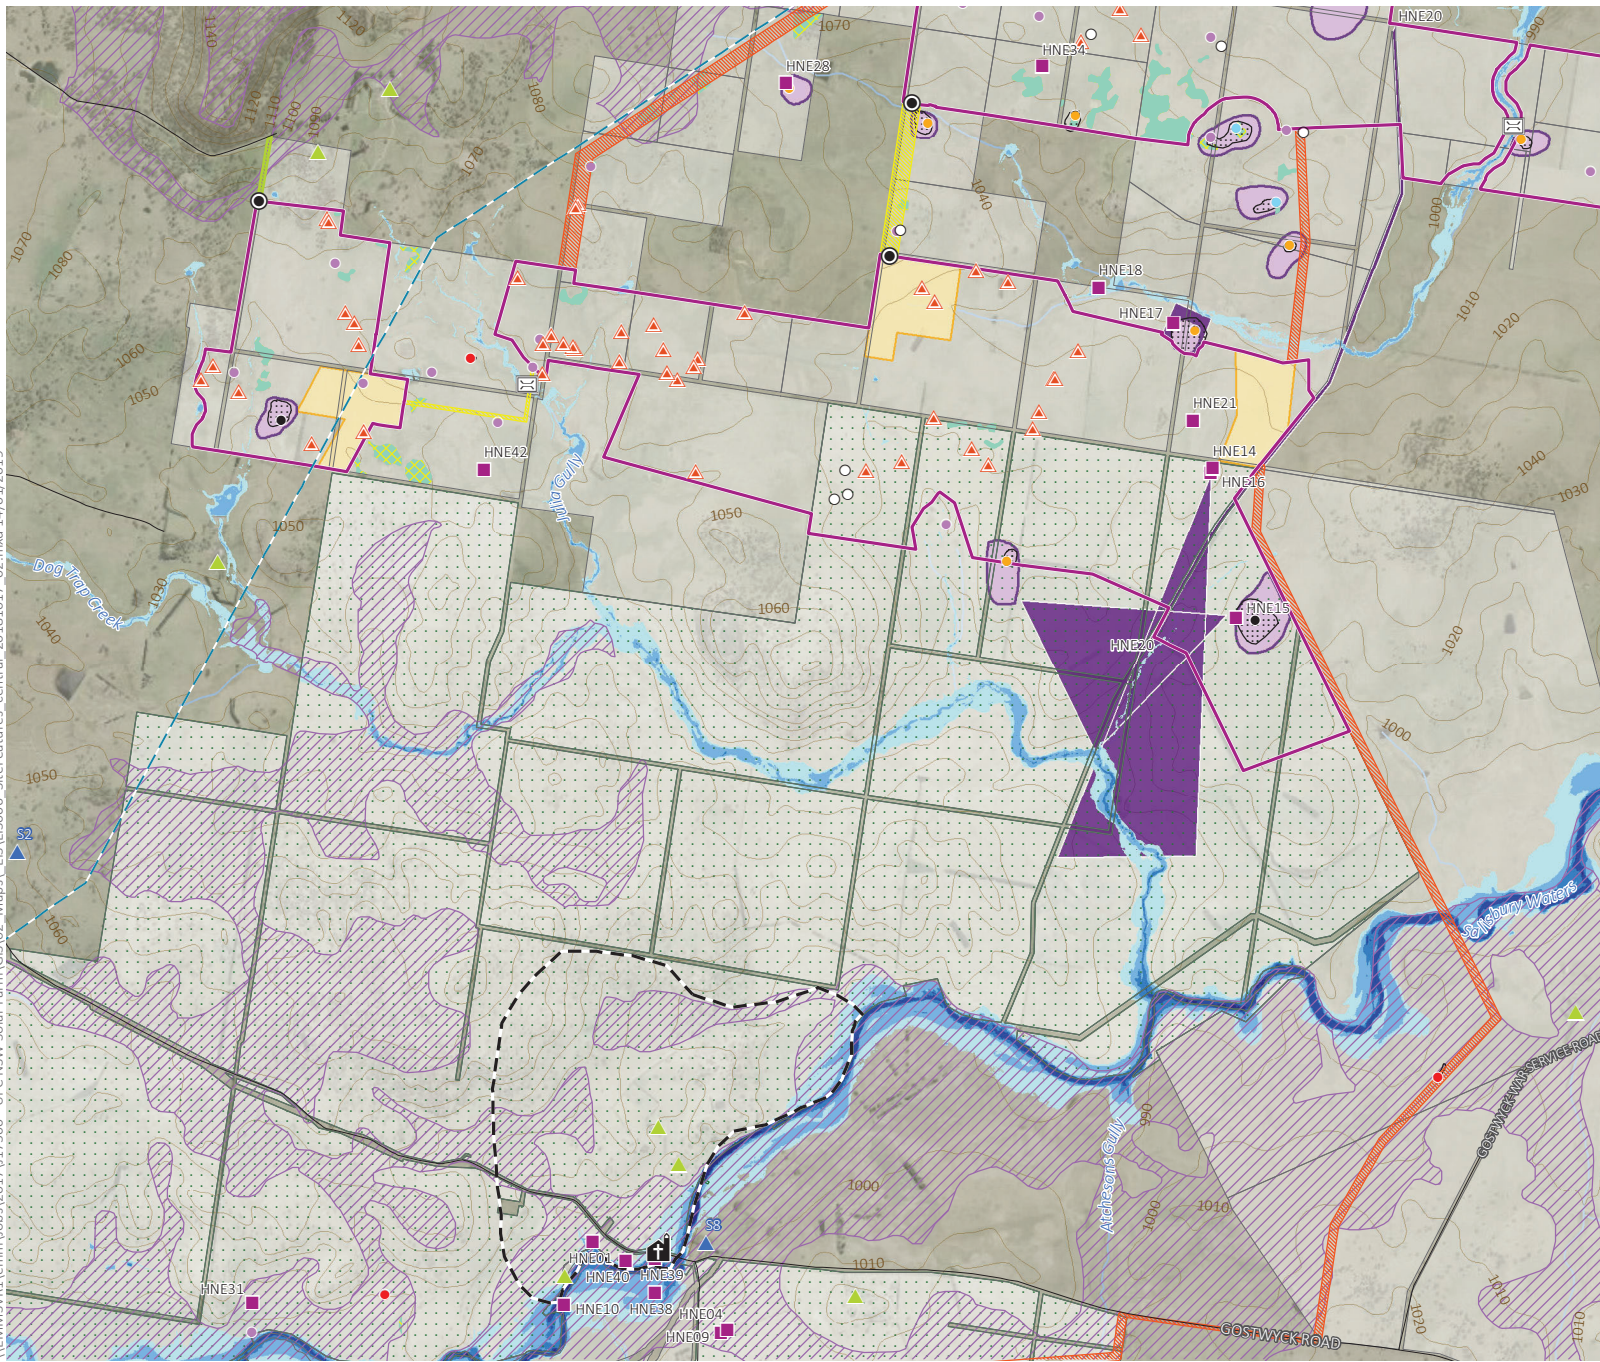 1140
1120
1070
HNE20
990
HNE34
HNE28
1080
1120
1110
1100
1090
1070
1040
1000
1070
1080
HNE18
HNE17
1010
1020
1060
1050
HNE21
HNE42
HNE14
HNE16
1040
1030
Julia Gully
1050
1050
Dog Trap Creek
1030
1040
1060
HNE15
HNE20
1020
1000
1050
S2
Salisbury Waters
1060
GOSTWYCK WAR SERVICE ROAD
990
Atchesons Gully
1000
1000
1010
S8
HNE01
HNE40
HNE39
1010
HNE31
HNE10
HNE38
HNE04
HNE09
1010
1020
1010
GOSTWYCK ROAD